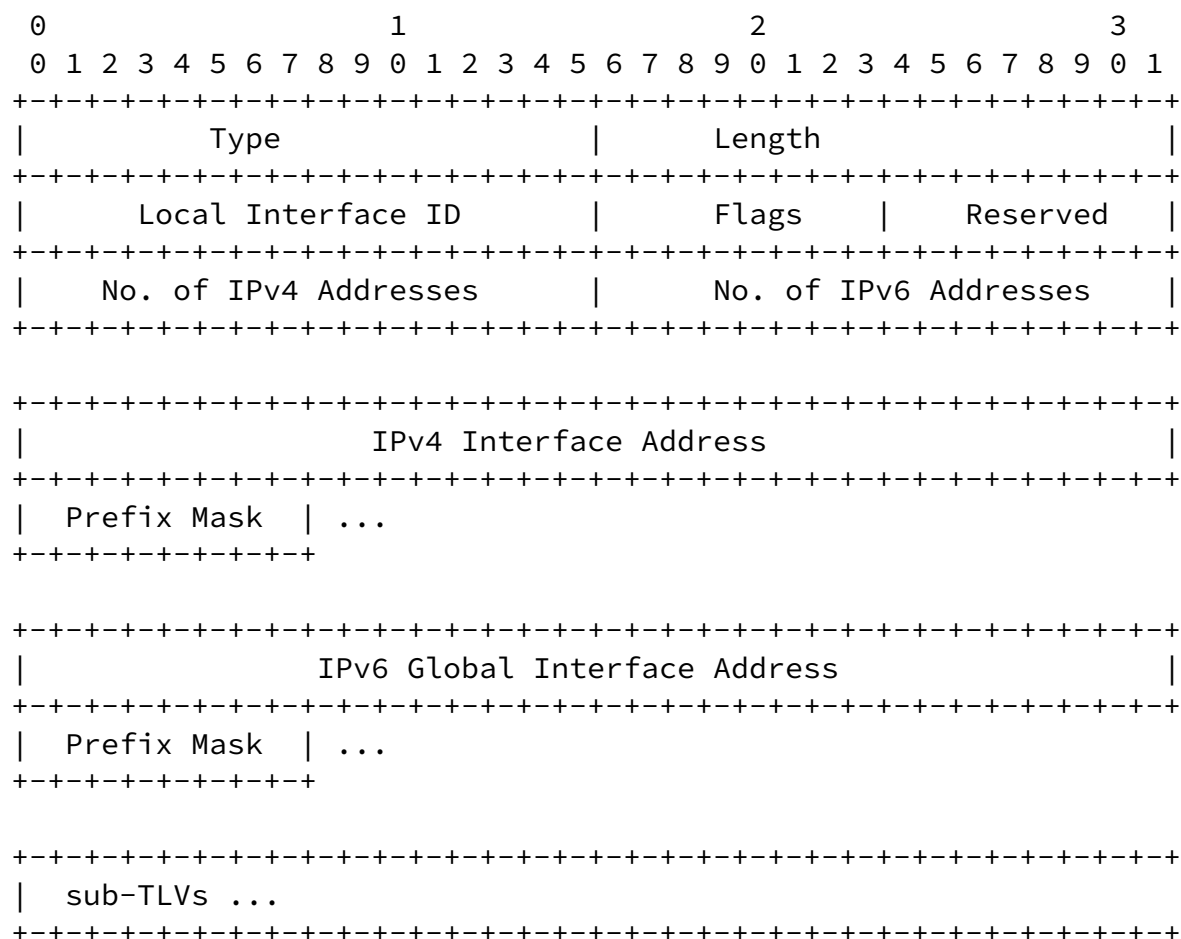 0                   1                   2                   3
 0 1 2 3 4 5 6 7 8 9 0 1 2 3 4 5 6 7 8 9 0 1 2 3 4 5 6 7 8 9 0 1
+-+-+-+-+-+-+-+-+-+-+-+-+-+-+-+-+-+-+-+-+-+-+-+-+-+-+-+-+-+-+-+-+
|          Type                 |      Length                   |
+-+-+-+-+-+-+-+-+-+-+-+-+-+-+-+-+-+-+-+-+-+-+-+-+-+-+-+-+-+-+-+-+
|      Local Interface ID       |      Flags    |    Reserved   |
+-+-+-+-+-+-+-+-+-+-+-+-+-+-+-+-+-+-+-+-+-+-+-+-+-+-+-+-+-+-+-+-+
|    No. of IPv4 Addresses      |      No. of IPv6 Addresses    |
+-+-+-+-+-+-+-+-+-+-+-+-+-+-+-+-+-+-+-+-+-+-+-+-+-+-+-+-+-+-+-+-+

+-+-+-+-+-+-+-+-+-+-+-+-+-+-+-+-+-+-+-+-+-+-+-+-+-+-+-+-+-+-+-+-+
|                   IPv4 Interface Address                      |
+-+-+-+-+-+-+-+-+-+-+-+-+-+-+-+-+-+-+-+-+-+-+-+-+-+-+-+-+-+-+-+-+
|  Prefix Mask  | ...
+-+-+-+-+-+-+-+-+

+-+-+-+-+-+-+-+-+-+-+-+-+-+-+-+-+-+-+-+-+-+-+-+-+-+-+-+-+-+-+-+-+
|                IPv6 Global Interface Address                  |
+-+-+-+-+-+-+-+-+-+-+-+-+-+-+-+-+-+-+-+-+-+-+-+-+-+-+-+-+-+-+-+-+
|  Prefix Mask  | ...
+-+-+-+-+-+-+-+-+

+-+-+-+-+-+-+-+-+-+-+-+-+-+-+-+-+-+-+-+-+-+-+-+-+-+-+-+-+-+-+-+-+
|  sub-TLVs ...
+-+-+-+-+-+-+-+-+-+-+-+-+-+-+-+-+-+-+-+-+-+-+-+-+-+-+-+-+-+-+-+-+